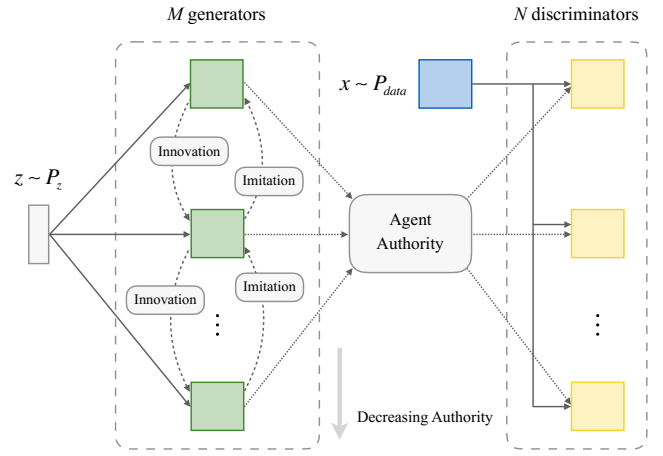 M generators
N discriminators
x ~ P_data
Innovation
Imitation
z ~ P_z
Agent
Authority
Innovation
Imitation
⋮
⋮
Decreasing Authority